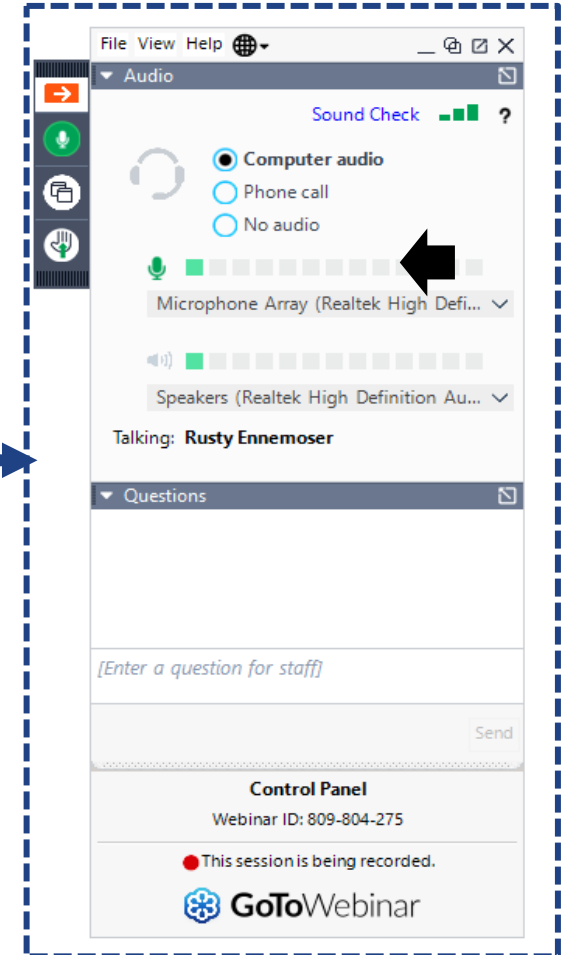 File View Help
Audio
Sound Check ?
Computer audio
Phone call
No audio
Microphone Array (Realtek High Defi...
Speakers (Realtek High Definition Au...
Talking: Rusty Ennemoser
Questions
[Enter a question for staff]
Send
Control Panel
Webinar ID: 809-804-275
This session is being recorded.
GoToWebinar